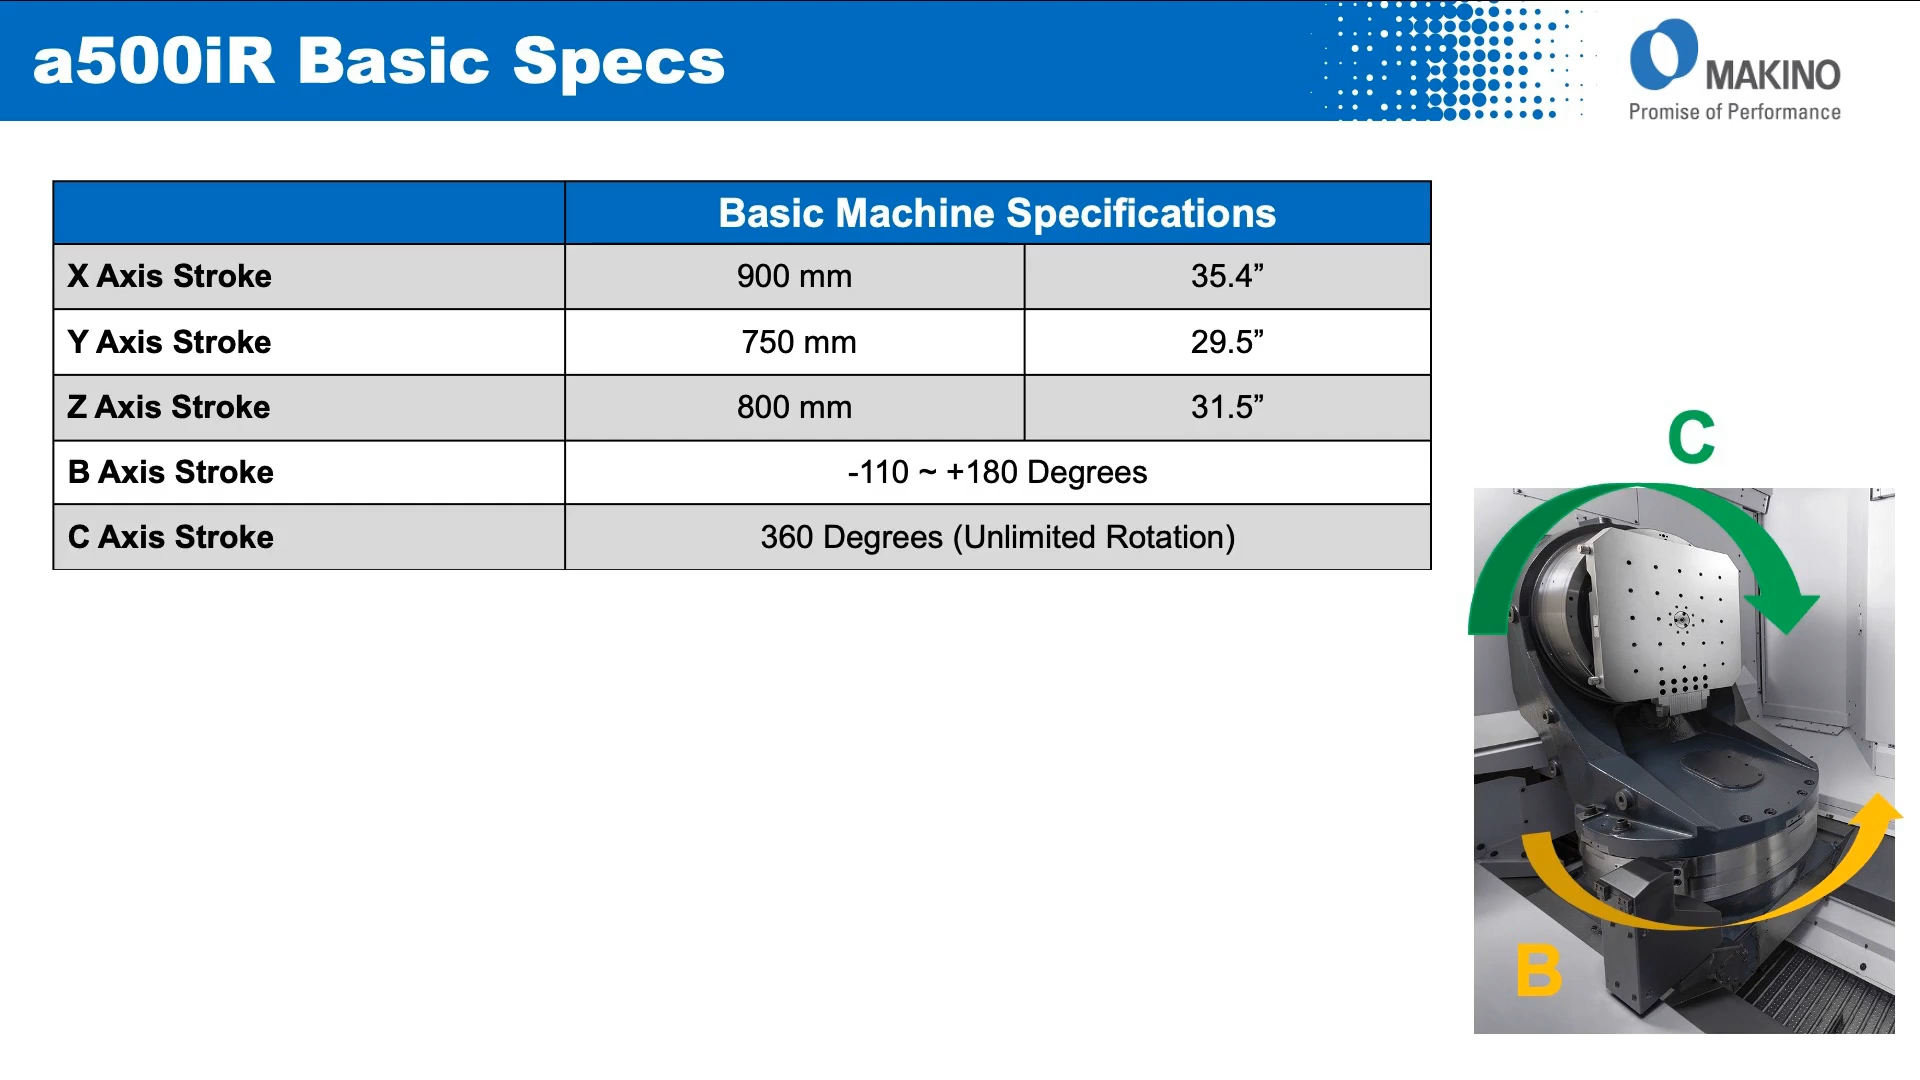 a500iR Basic Specs
MAKINO
Promise of Performance
Basic Machine Specifications
X Axis Stroke 900 mm 35.4”
Y Axis Stroke 750 mm 29.5”
Z Axis Stroke 800 mm 31.5”
B Axis Stroke -110 ~ +180 Degrees
C Axis Stroke 360 Degrees (Unlimited Rotation)
C
B